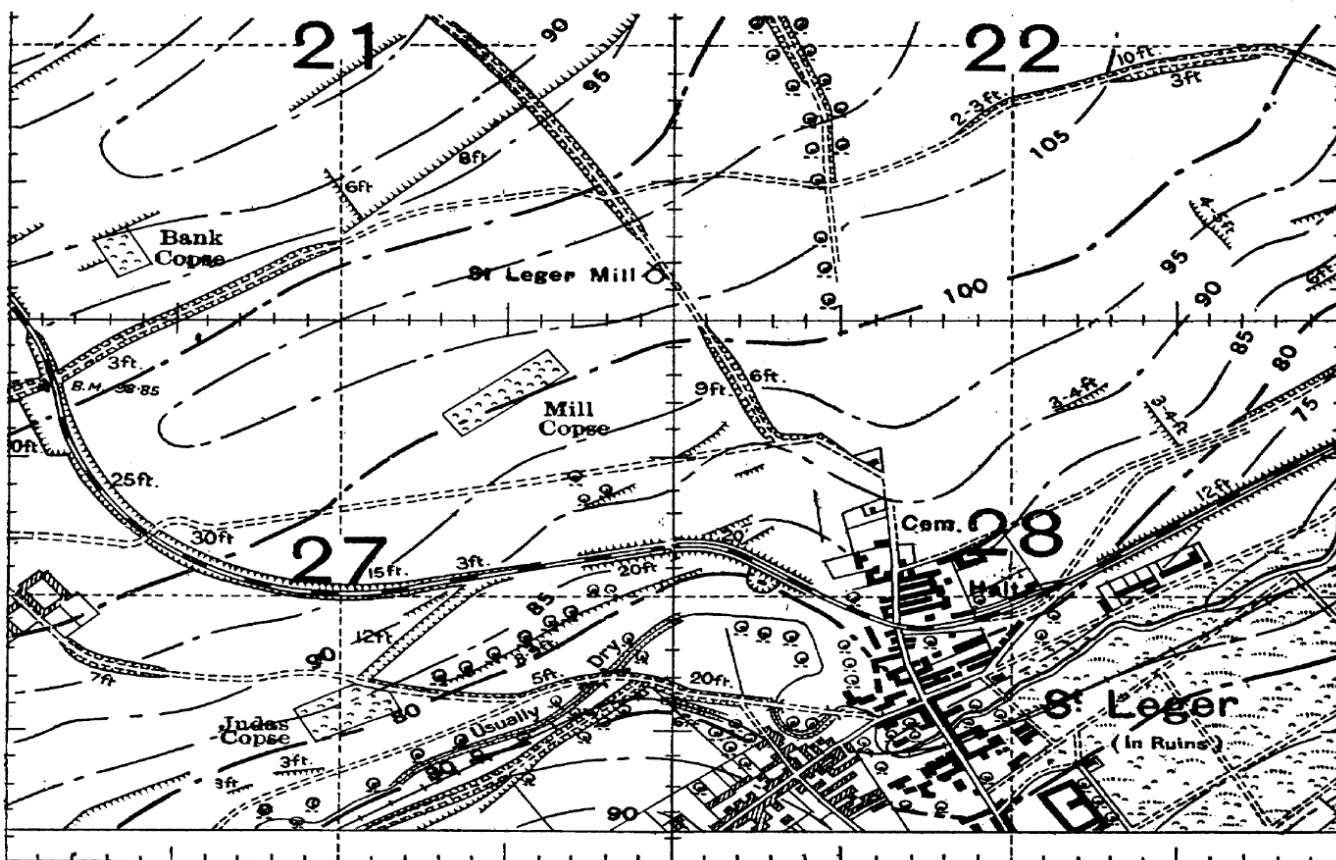 21
22
90
95
10ft
3ft
2-3 ft.
105
8ft
6ft
4-5ft
Bank
Copse
St Leger Mill
100
95
90
6ft
85
80
75
3ft.
B.M. 98·85
Mill
Copse
9ft
6ft.
3-4 ft
3-4 ft
25ft.
30ft
27
15ft
3ft
20ft
Cem.
28
Halt
12ft
85
12ft
90
7ft
5ft.
Dry
20ft
80
Usually
Judas
Copse
St Leger
(In Ruins)
3ft.
3ft
90